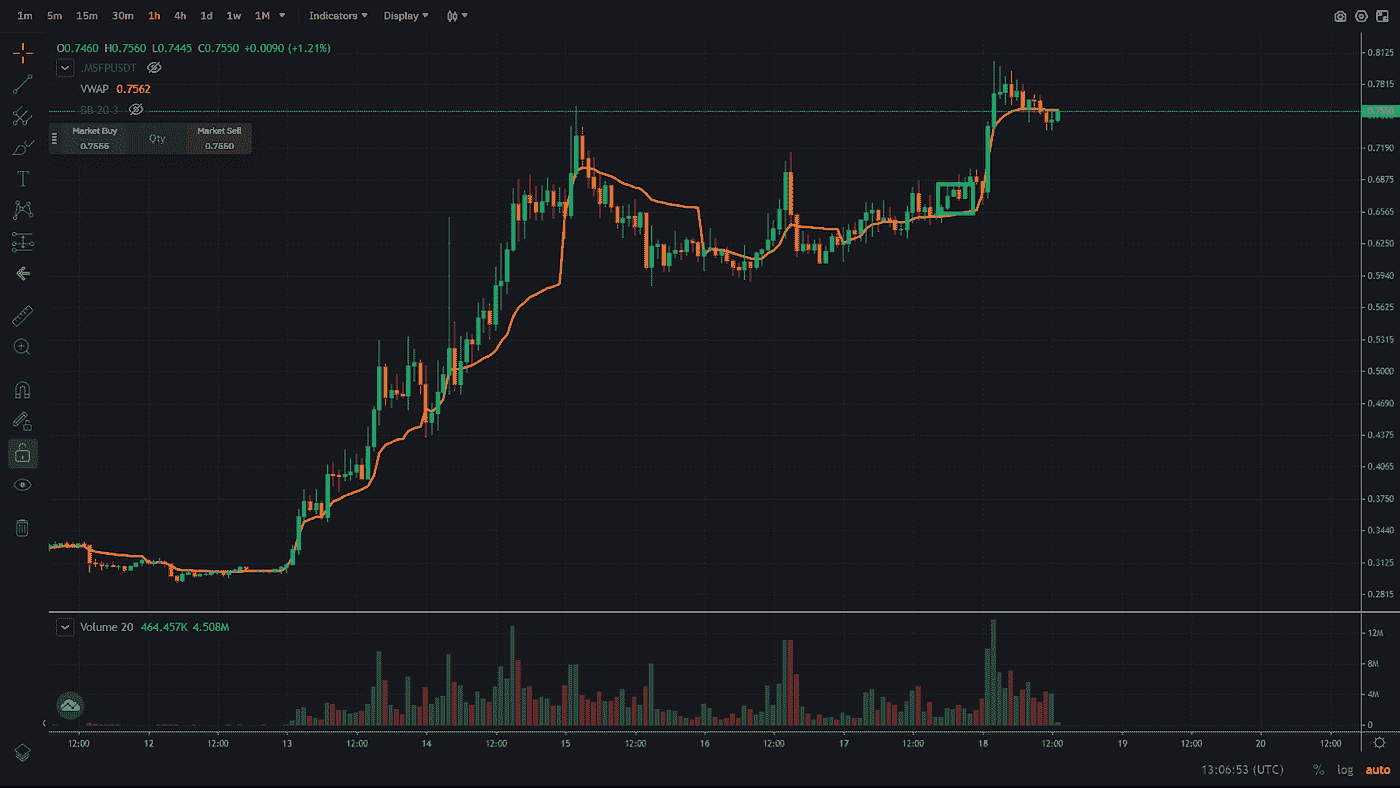 1m 5m 15m 30m 1h 4h 1d 1w 1M Indicators Display
O0.7460 H0.7560 L0.7445 C0.7550 +0.0090 (+1.21%)
.MSFPUSDT
VWAP 0.7562
BB 20 3
Market Buy Qty Market Sell
0.7555 0.7550
0.8125
0.7815
0.7550
0.7190
0.6875
0.6565
0.6250
0.5940
0.5625
0.5315
0.5000
0.4690
0.4375
0.4065
0.3750
0.3440
0.3125
0.2815
Volume 20 464.457K 4.508M
12M
8M
4M
0
12:00 12 12:00 13 12:00 14 12:00 15 12:00 16 12:00 17 12:00 18 12:00 19 12:00 20 12:00
13:06:53 (UTC) % log auto